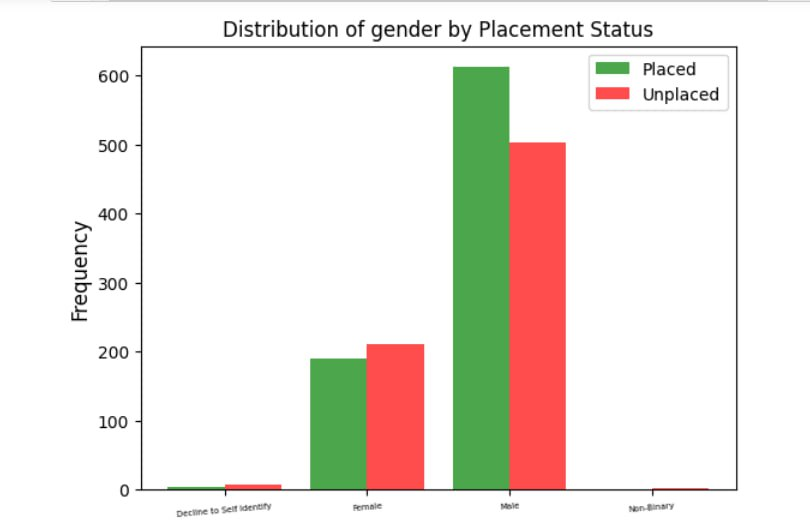 Distribution of gender by Placement Status
Placed
Unplaced
600
500
400
300
200
100
0
Frequency
Decline to Self Identify
Female
Male
Non-Binary